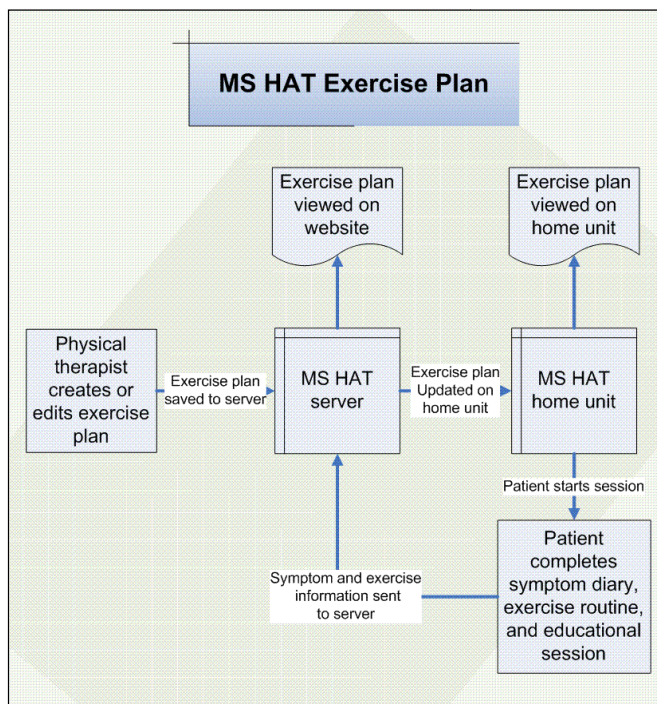 MS HAT Exercise Plan
Exercise plan
viewed on
website
Exercise plan
viewed on
home unit
Physical
therapist
creates or
edits exercise
plan
Exercise plan
saved to server
MS HAT
server
Exercise plan
Updated on
home unit
MS HAT
home unit
Patient starts session
Symptom and exercise
information sent
to server
Patient
completes
symptom diary,
exercise routine,
and educational
session